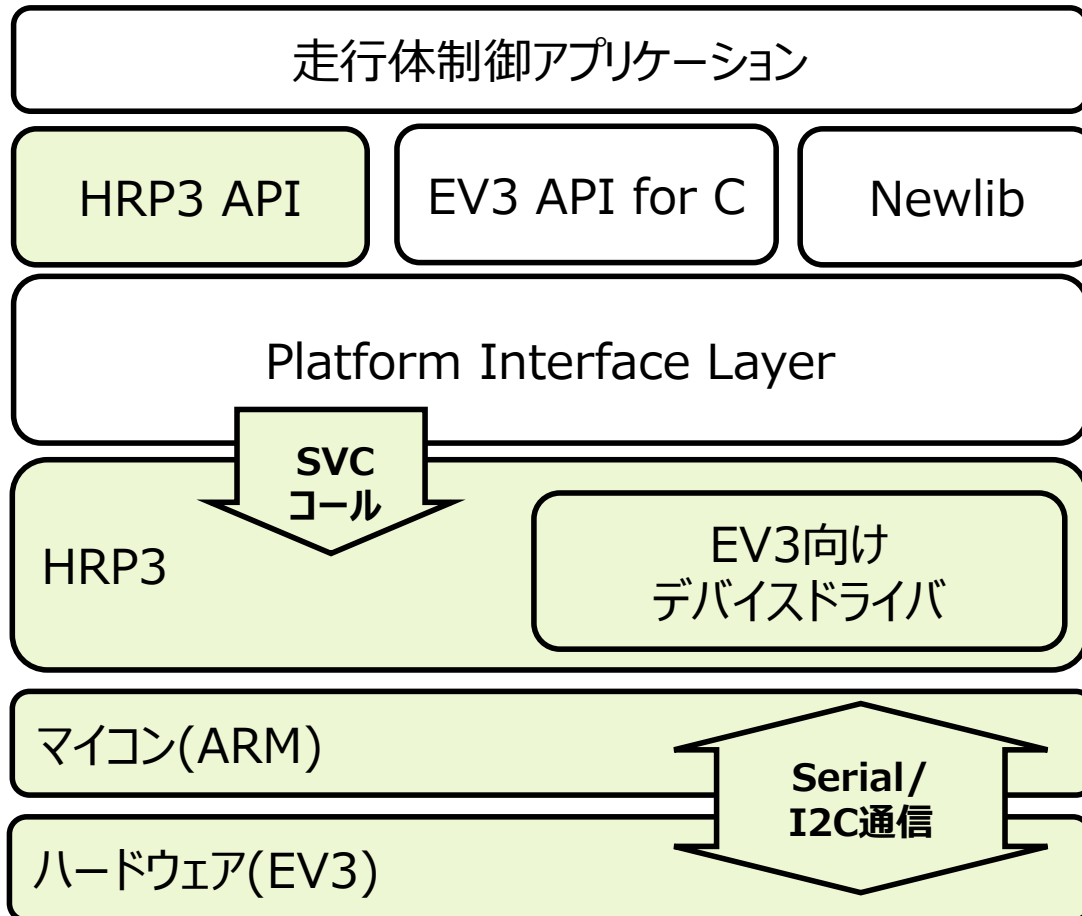 走行体制御アプリケーション
HRP3 API
EV3 API for C
Newlib
Platform Interface Layer
SVC
コール
HRP3
EV3向け
デバイスドライバ
マイコン(ARM)
Serial/
I2C通信
ハードウェア(EV3)